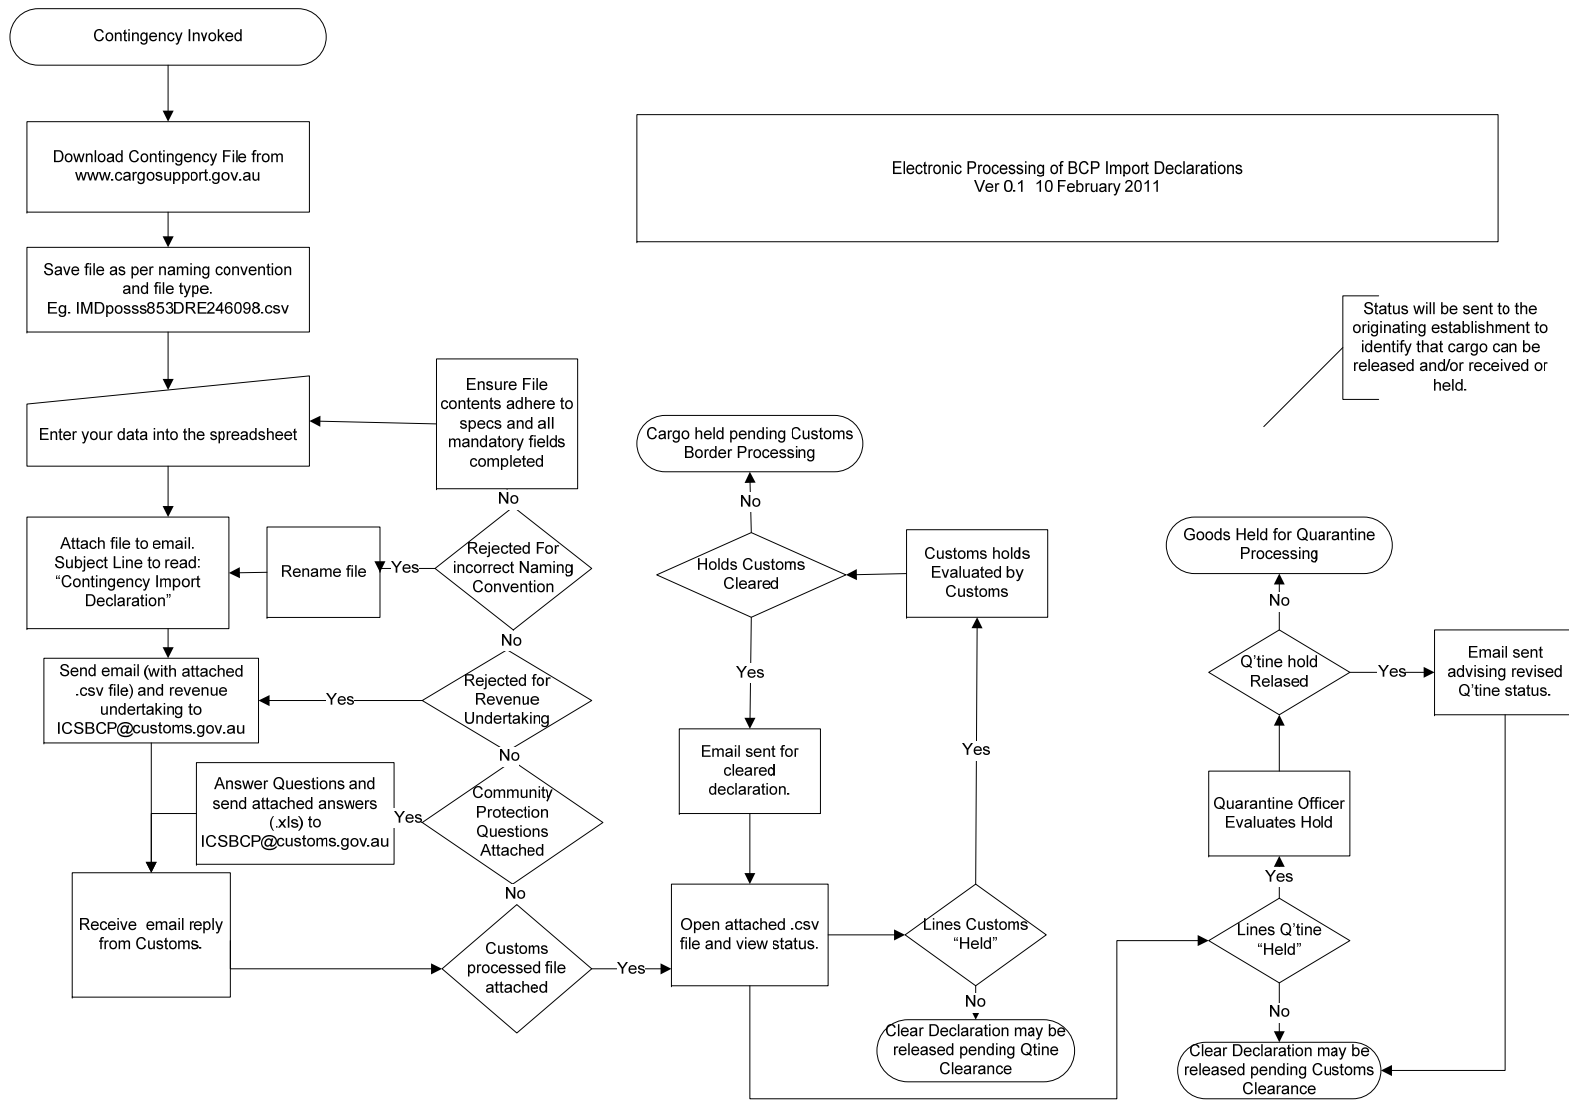 Contingency Invoked
Download Contingency File from
www.cargosupport.gov.au
Electronic Processing of BCP Import Declarations
Ver 0.1  10 February 2011
Save file as per naming convention
and file type.
Eg. IMDposss853DRE246098.csv
Status will be sent to the
originating establishment to
identify that cargo can be
released and/or received or
held.
Enter your data into the spreadsheet
Ensure File
contents adhere to
specs and all
mandatory fields
completed
No
Cargo held pending Customs
Border Processing
No
Attach file to email.
Subject Line to read:
“Contingency Import
Declaration”
Rename file
Yes
Rejected For
incorrect Naming
Convention
No
Holds Customs
Cleared
Yes
Customs holds
Evaluated by
Customs
Goods Held for Quarantine
Processing
No
Send email (with attached
.csv file) and revenue
undertaking to
ICSBCP@customs.gov.au
Yes
Rejected for
Revenue
Undertaking
No
Q’tine hold
Relased
Yes
Email sent
advising revised
Q’tine status.
Answer Questions and
send attached answers
(.xls) to
ICSBCP@customs.gov.au
Yes
Community
Protection
Questions
Attached
No
Email sent for
cleared
declaration.
Yes
Quarantine Officer
Evaluates Hold
Yes
Receive  email reply
from Customs.
Customs
processed file
attached
Yes
Open attached .csv
file and view status.
Lines Customs
“Held”
No
Clear Declaration may be
released pending Qtine
Clearance
Lines Q’tine
“Held”
No
Clear Declaration may be
released pending Customs
Clearance